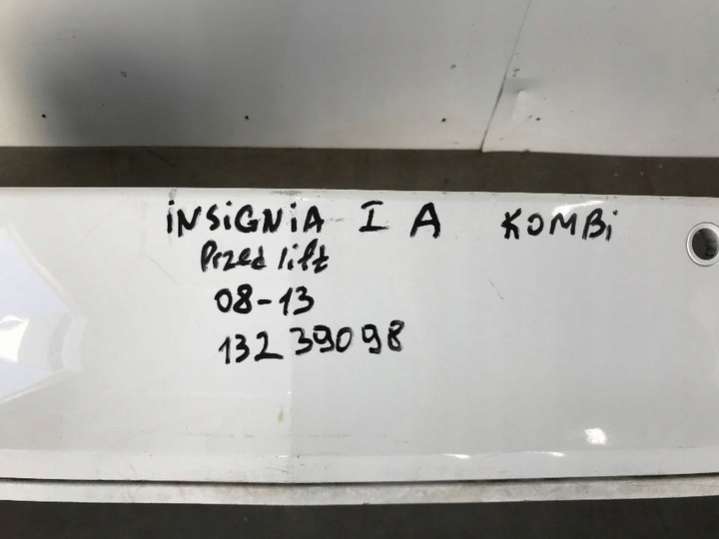 iNSiGNiA I A KOMBi
Przed lift
08-13
13239098